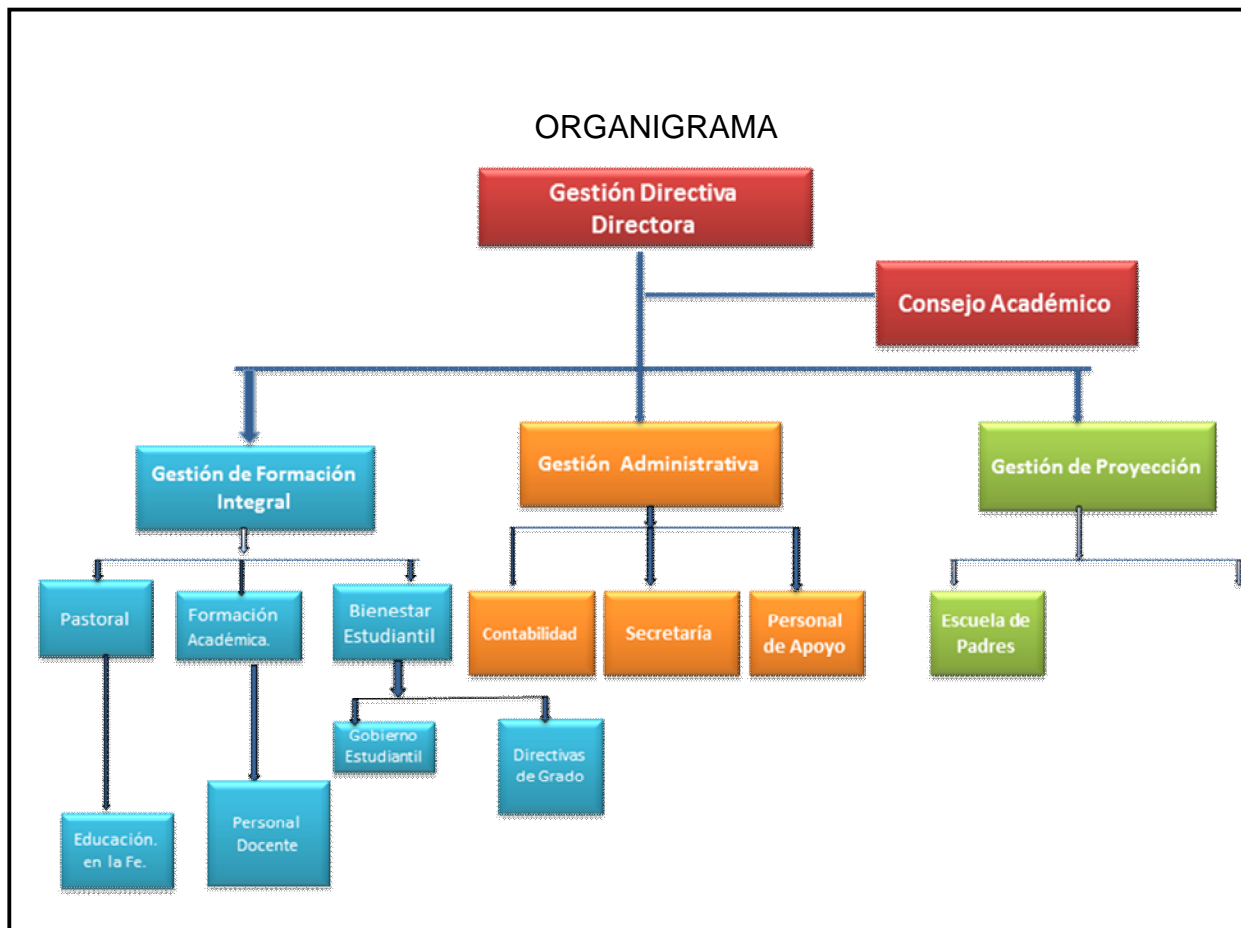 ORGANIGRAMA
Gestión Directiva
Directora
Consejo Académico
Gestión de Formación
Integral
Gestión Administrativa
Gestión de Proyección
Pastoral
Formación
Académica.
Bienestar
Estudiantil
Contabilidad
Secretaría
Personal
de Apoyo
Escuela de
Padres
Gobierno
Estudiantil
Directivas
de Grado
Educación.
en la Fe.
Personal
Docente